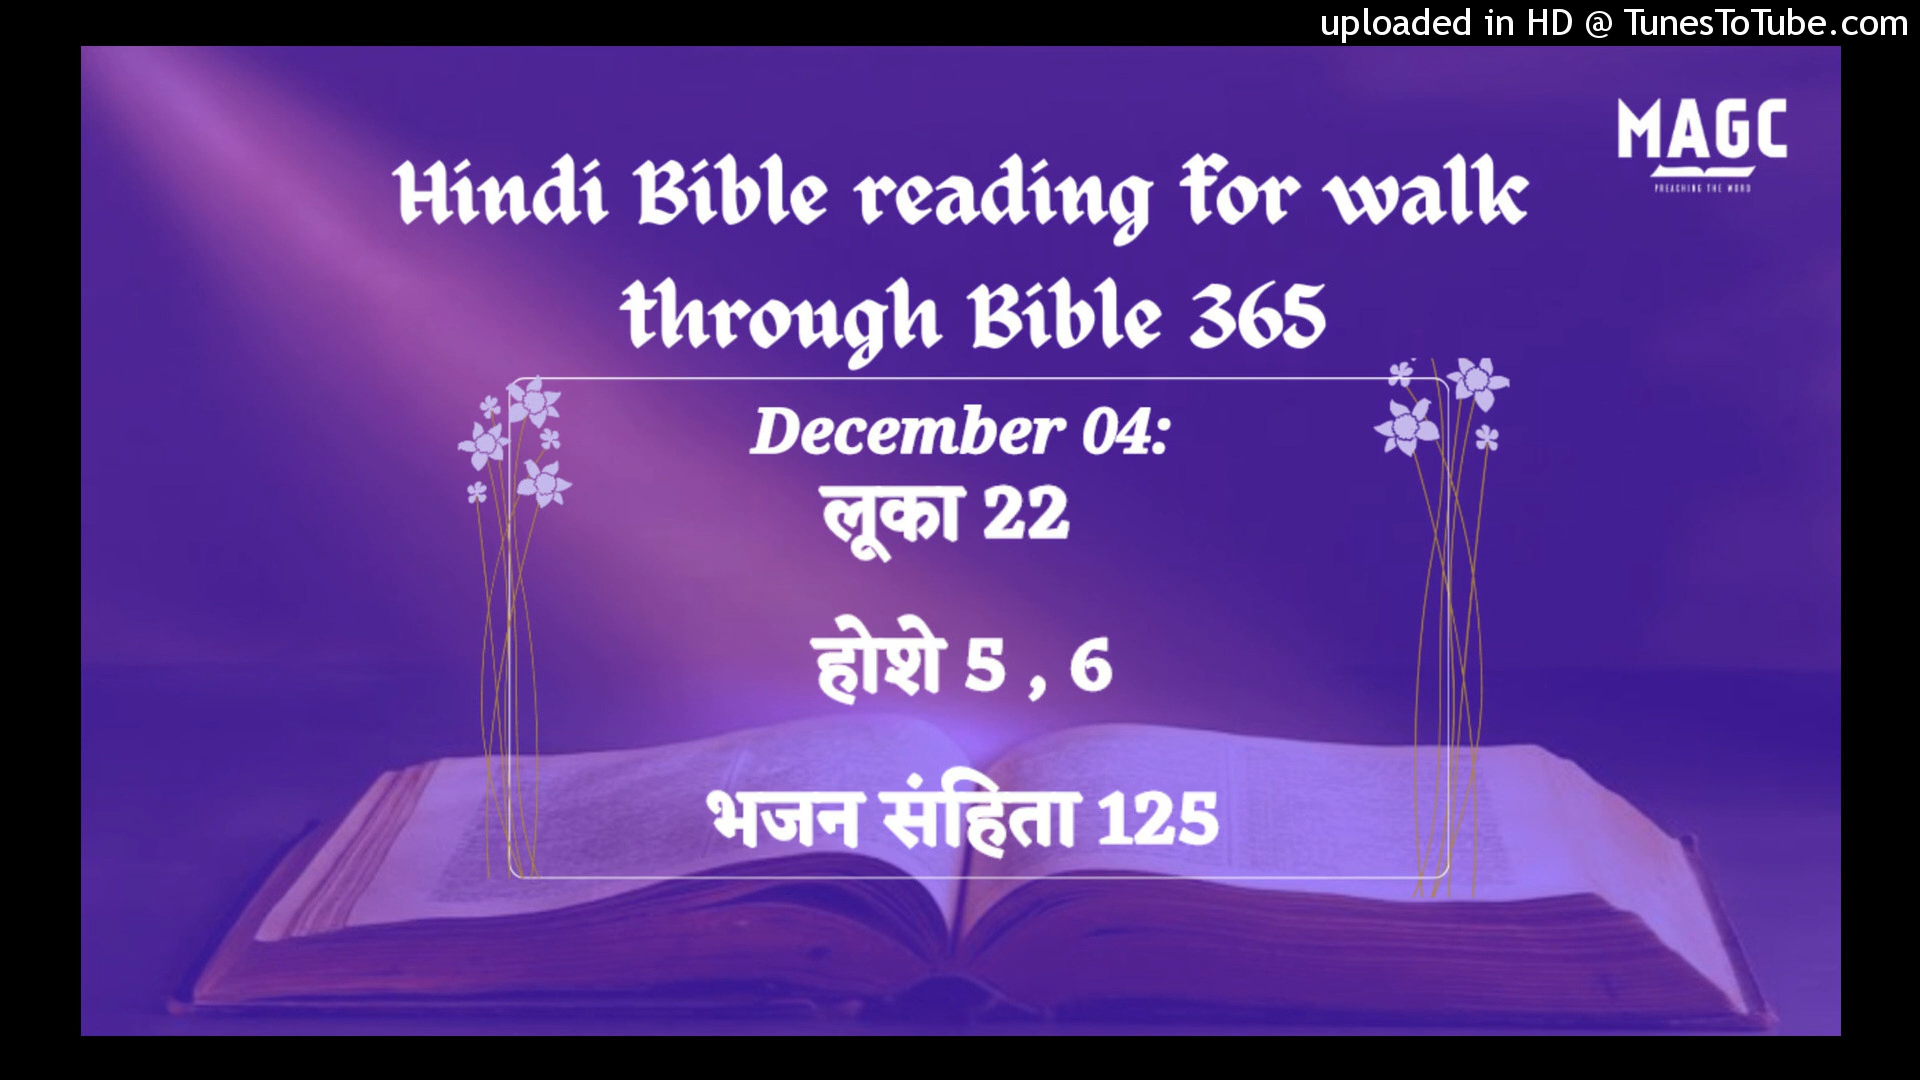 uploaded in HD @ TunesToTube.com
MAGC
PREACHING THE WORD
Hindi Bible reading for walk
through Bible 365
December 04:
लूका 22
होशे 5 , 6
भजन संहिता 125